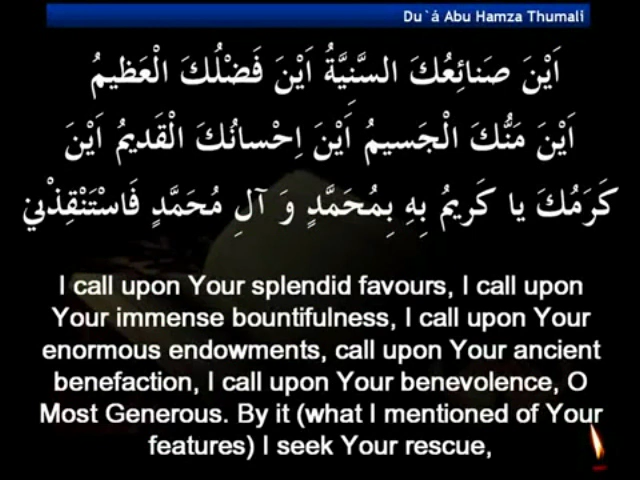 Du`á Abu Hamza Thumali
اَيْنَ صَنائِعُكَ السَّنِيَّةُ اَيْنَ فَضْلُكَ الْعَظيمُ
اَيْنَ مَنُّكَ الْجَسيمُ اَيْنَ اِحْسانُكَ الْقَديمُ اَيْنَ
كَرَمُكَ يا كَريمُ بِهِ بِمُحَمَّدٍ وَ آلِ مُحَمَّدٍ فَاسْتَنْقِذْني
I call upon Your splendid favours, I call upon
Your immense bountifulness, I call upon Your
enormous endowments, call upon Your ancient
benefaction, I call upon Your benevolence, O
Most Generous. By it (what I mentioned of Your
features) I seek Your rescue,